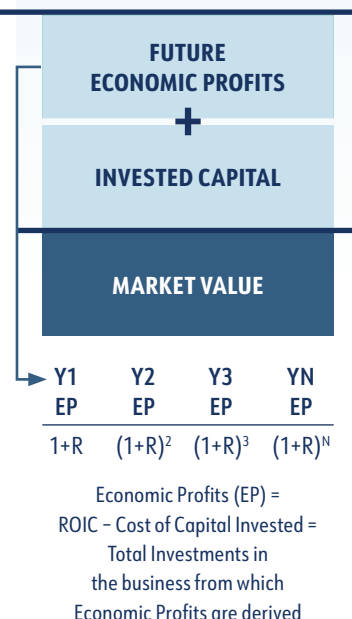 FUTURE
ECONOMIC PROFITS
+
INVESTED CAPITAL
MARKET VALUE
Y1 Y2 Y3 YN
EP EP EP EP
1+R (1+R)² (1+R)³ (1+R)ᴺ
Economic Profits (EP) =
ROIC – Cost of Capital Invested =
Total Investments in
the business from which
Economic Profits are derived